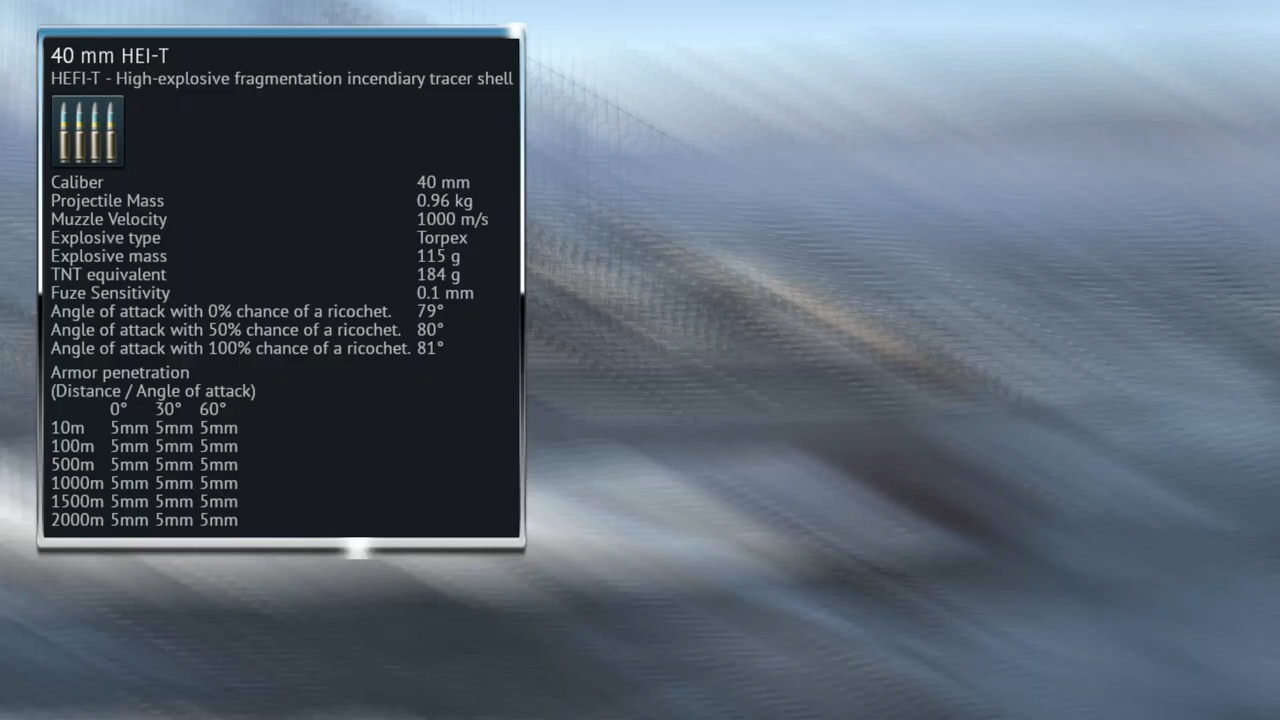 40 mm HEI-T
HEFI-T - High-explosive fragmentation incendiary tracer shell
Caliber 40 mm
Projectile Mass 0.96 kg
Muzzle Velocity 1000 m/s
Explosive type Torpex
Explosive mass 115 g
TNT equivalent 184 g
Fuze Sensitivity 0.1 mm
Angle of attack with 0% chance of a ricochet. 79°
Angle of attack with 50% chance of a ricochet. 80°
Angle of attack with 100% chance of a ricochet. 81°
Armor penetration
(Distance / Angle of attack)
0° 30° 60°
10m 5mm 5mm 5mm
100m 5mm 5mm 5mm
500m 5mm 5mm 5mm
1000m 5mm 5mm 5mm
1500m 5mm 5mm 5mm
2000m 5mm 5mm 5mm